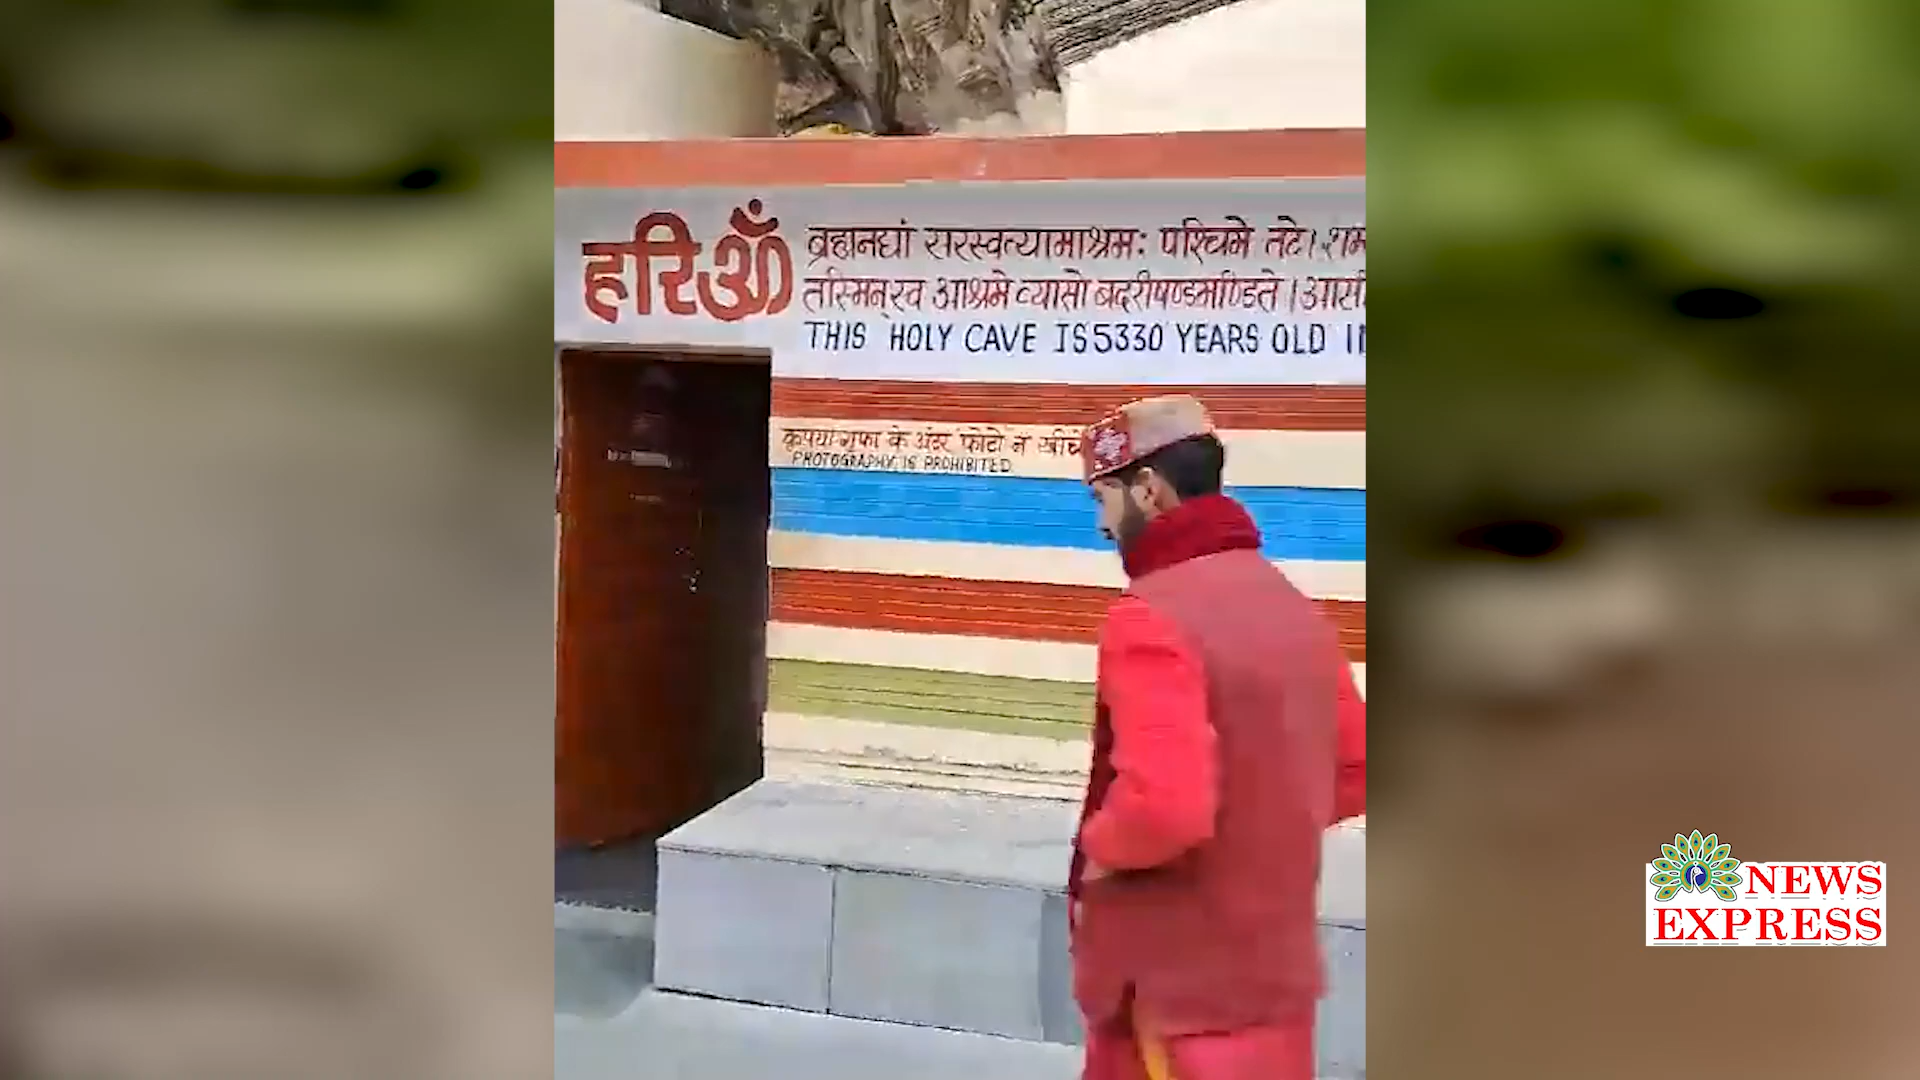 हरि ॐ
ब्रह्मनद्यां सरस्वत्यामाश्रमः पश्चिमे तटे। शम
तस्मिन् स्व आश्रमे व्यासो बदरीषण्डमण्डिते। आसी
THIS HOLY CAVE IS 5330 YEARS OLD
कृपया गुफा के अंदर फोटो न खींचे
PHOTOGRAPHY IS PROHIBITED
NEWS
EXPRESS